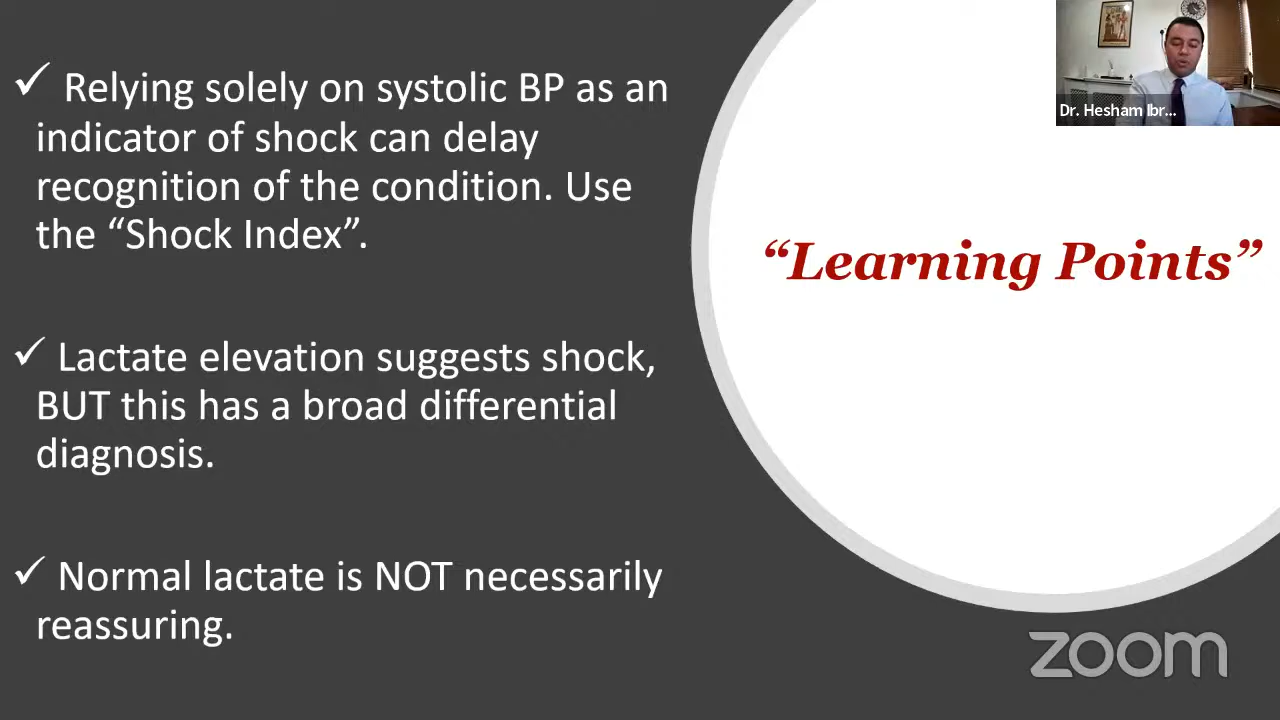 ✓ Relying solely on systolic BP as an
indicator of shock can delay
recognition of the condition. Use
the “Shock Index”.
✓ Lactate elevation suggests shock,
BUT this has a broad differential
diagnosis.
✓ Normal lactate is NOT necessarily
reassuring.
“Learning Points”
Dr. Hesham Ibr...
zoom